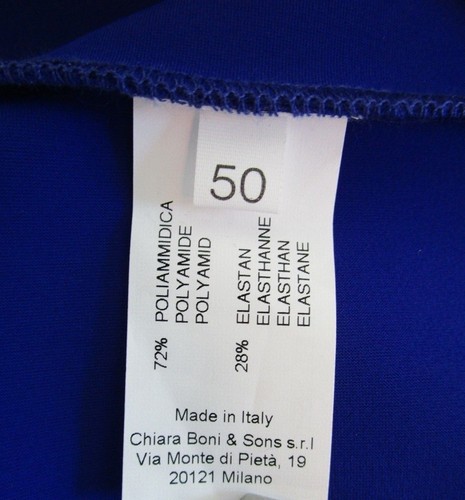 50
72% POLIAMMIDICA
POLYAMIDE
POLYAMID
28% ELASTAN
ELASTHANNE
ELASTHAN
ELASTANE
Made in Italy
Chiara Boni & Sons s.r.l
Via Monte di Pietà, 19
20121 Milano